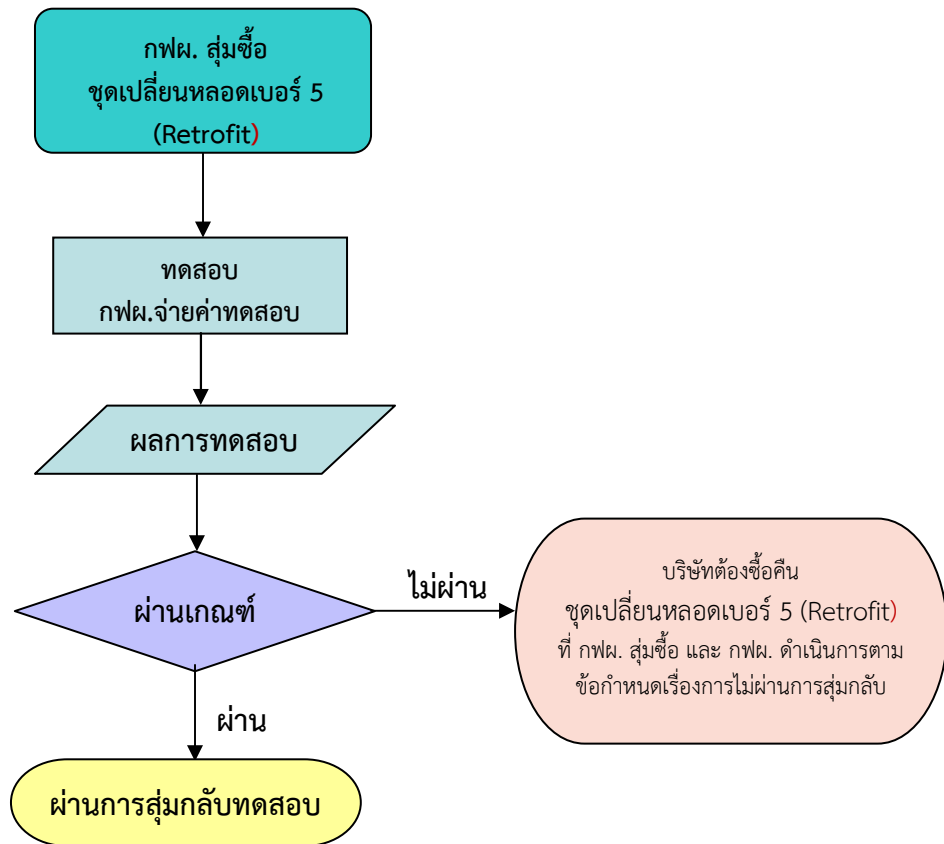 กฟผ. สุ่มซื้อ
ชุดเปลี่ยนหลอดเบอร์ 5
(Retrofit)
ทดสอบ
กฟผ.จ่ายค่าทดสอบ
ผลการทดสอบ
ผ่านเกณฑ์
ไม่ผ่าน
บริษัทต้องซื้อคืน
ชุดเปลี่ยนหลอดเบอร์ 5 (Retrofit)
ที่ กฟผ. สุ่มซื้อ และ กฟผ. ดำเนินการตาม
ข้อกำหนดเรื่องการไม่ผ่านการสุ่มกลับ
ผ่าน
ผ่านการสุ่มกลับทดสอบ